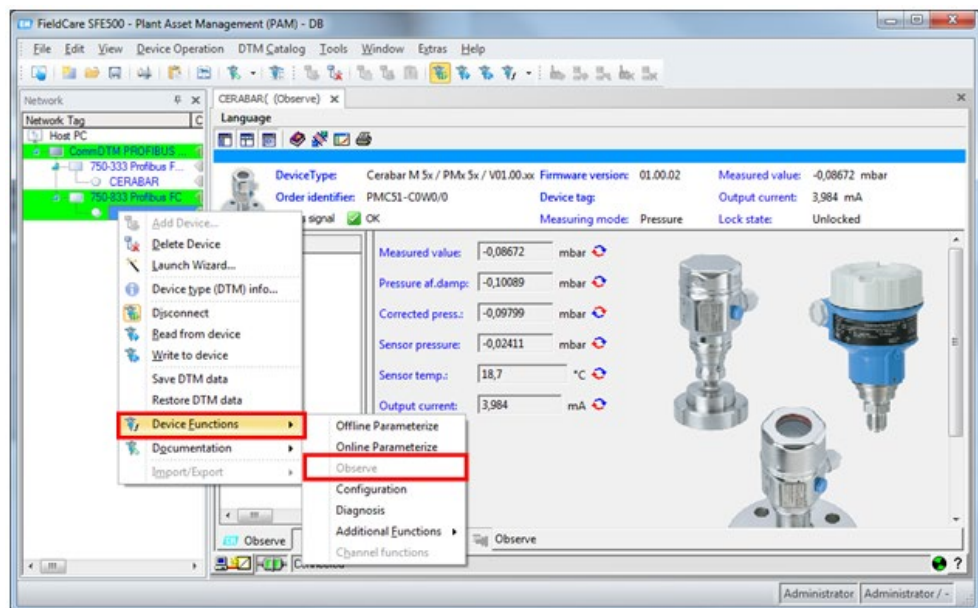 FieldCare SFE500 - Plant Asset Management (PAM) - DB
File Edit View Device Operation DTM Catalog Tools Window Extras Help
Network
CERABAR( (Observe)
Network Tag C
Language
Host PC
CommDTM PROFIBUS ...
750-333 Profibus F...
CERABAR
750-833 Profibus FC
DeviceType: Cerabar M 5x / PMx 5x / V01.00.xx Firmware version: 01.00.02 Measured value: -0,08672 mbar
Order identifier: PMC51-C0W0/0 Device tag: Output current: 3,984 mA
signal OK Measuring mode: Pressure Lock state: Unlocked
Add Device...
Delete Device
Launch Wizard...
Device type (DTM) info...
Disconnect
Read from device
Write to device
Save DTM data
Restore DTM data
Device Functions
Documentation
Import/Export
Measured value: -0,08672 mbar
Pressure af.damp: -0,10089 mbar
Corrected press.: -0,09799 mbar
Sensor pressure: -0,02411 mbar
Sensor temp.: 18,7 °C
Output current: 3,984 mA
Offline Parameterize
Online Parameterize
Observe
Configuration
Diagnosis
Additional Functions
Channel functions
Observe
Observe
Connected
?
Administrator Administrator / -